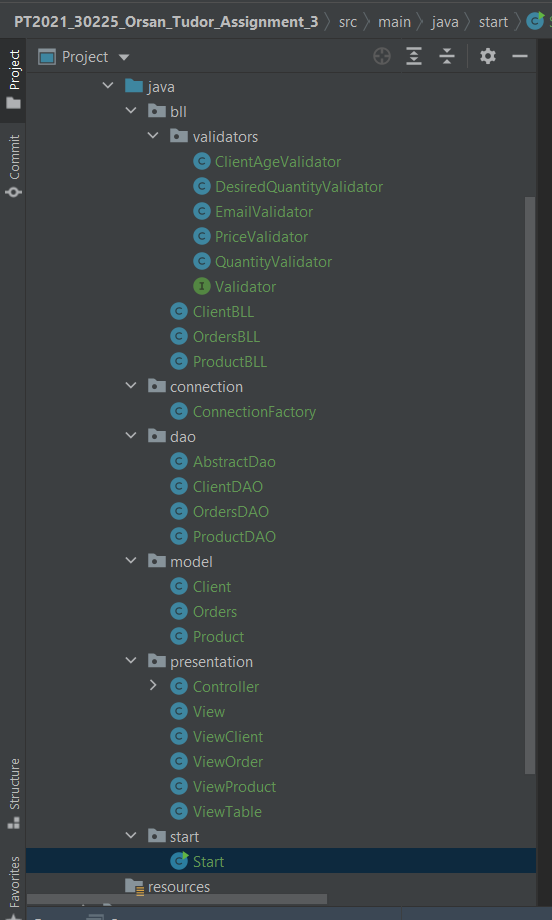 PT2021_30225_Orsan_Tudor_Assignment_3 src main java start
Project
Project
Commit
Structure
Favorites
java
bll
validators
ClientAgeValidator
DesiredQuantityValidator
EmailValidator
PriceValidator
QuantityValidator
Validator
ClientBLL
OrdersBLL
ProductBLL
connection
ConnectionFactory
dao
AbstractDao
ClientDAO
OrdersDAO
ProductDAO
model
Client
Orders
Product
presentation
Controller
View
ViewClient
ViewOrder
ViewProduct
ViewTable
start
Start
resources